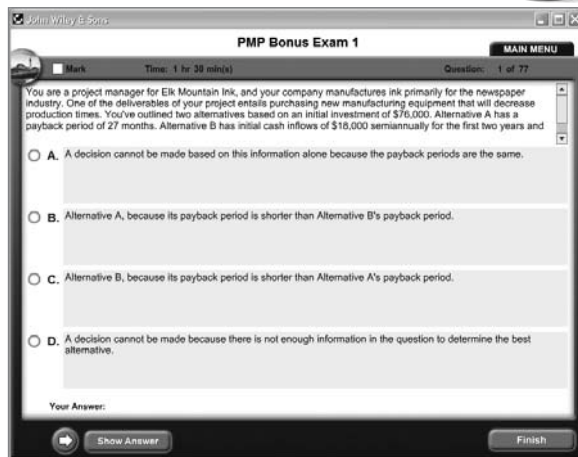 John Wiley & Sons
PMP Bonus Exam 1
MAIN MENU
Mark
Time: 1 hr 38 min(s)
Question: 1 of 77
You are a project manager for Elk Mountain Ink, and your company manufactures ink primarily for the newspaper
industry. One of the deliverables of your project entails purchasing new manufacturing equipment that will decrease
production times. You've outlined two alternatives based on an initial investment of $76,000. Alternative A has a
payback period of 27 months. Alternative B has initial cash inflows of $18,000 semiannually for the first two years and
A. A decision cannot be made based on this information alone because the payback periods are the same.
B. Alternative A, because its payback period is shorter than Alternative B's payback period.
C. Alternative B, because its payback period is shorter than Alternative A's payback period.
D. A decision cannot be made because there is not enough information in the question to determine the best
alternative.
Your Answer:
Show Answer
Finish